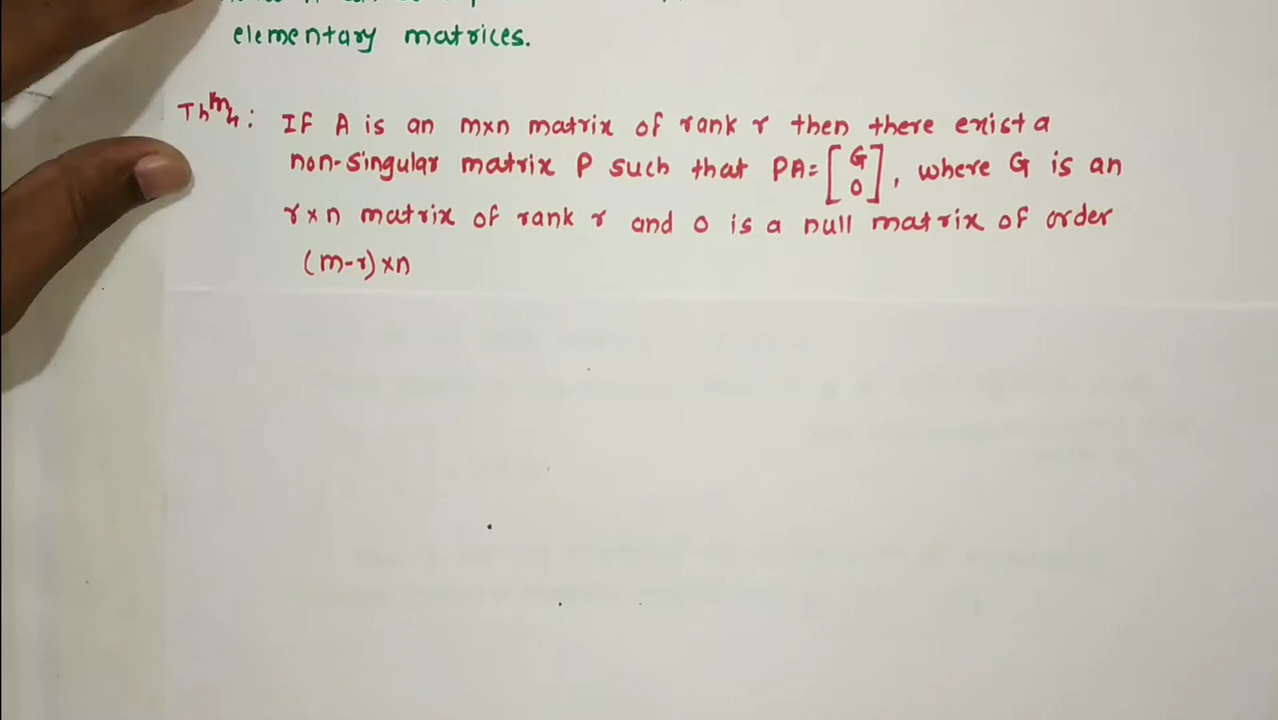 elementary matrices.
Thm4: If A is an m×n matrix of rank r then there exist a
non-singular matrix P such that PA= [G 0], where G is an
r×n matrix of rank r and 0 is a null matrix of order
(m-r)×n